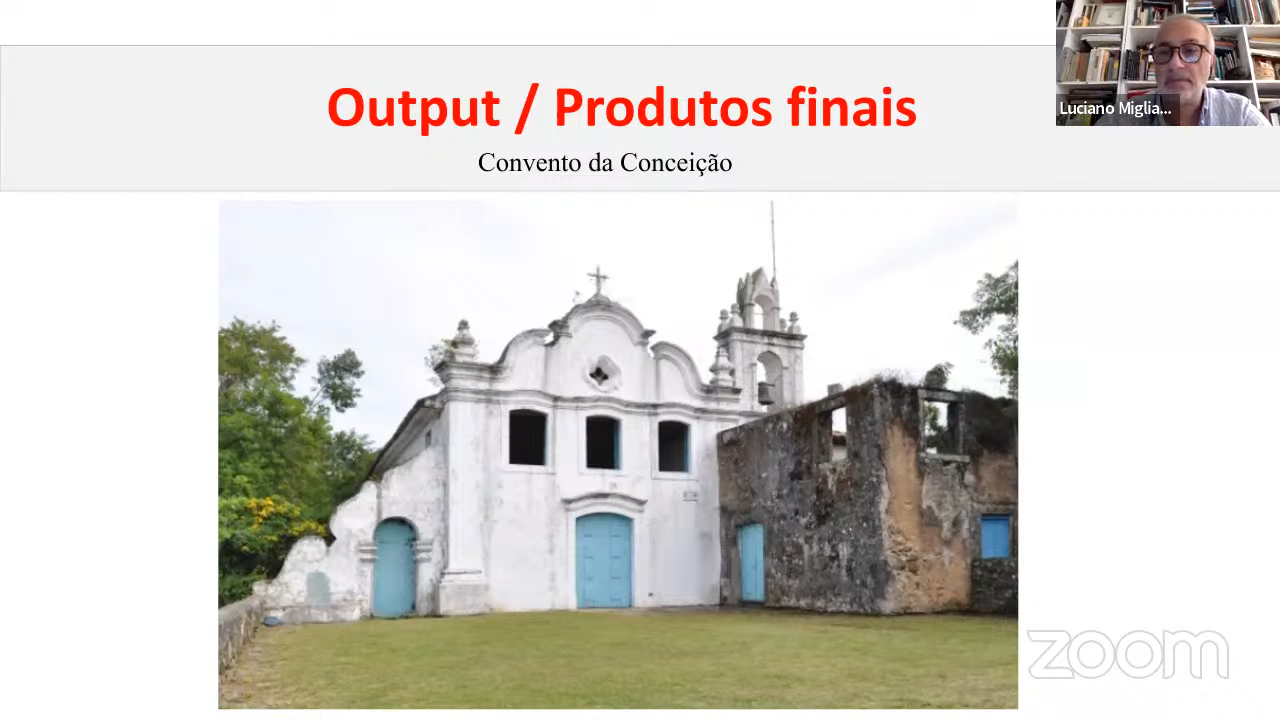 Output / Produtos finais
Convento da Conceição
Luciano Miglia...
zoom